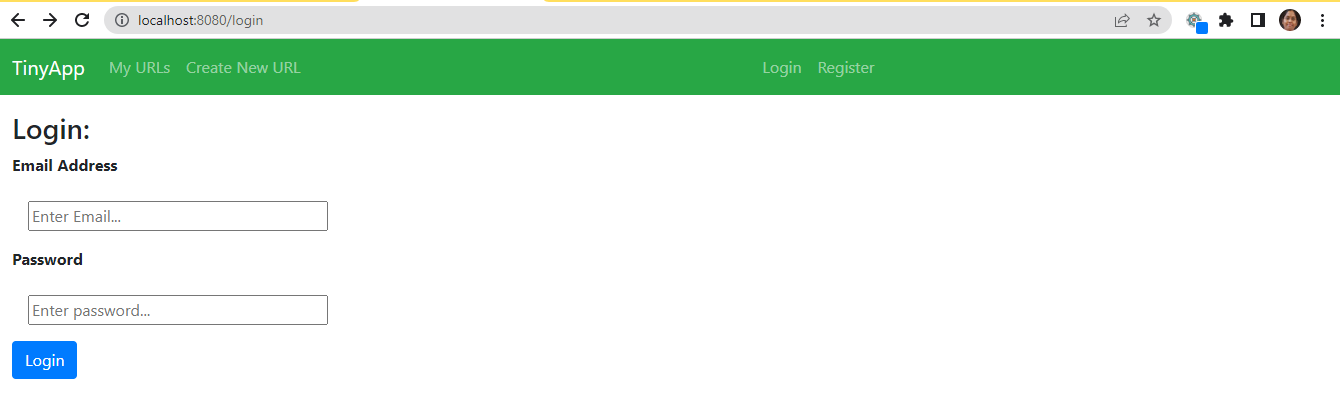 localhost:8080/login
TinyApp My URLs Create New URL Login Register
Login:
Email Address
Enter Email...
Password
Enter password...
Login